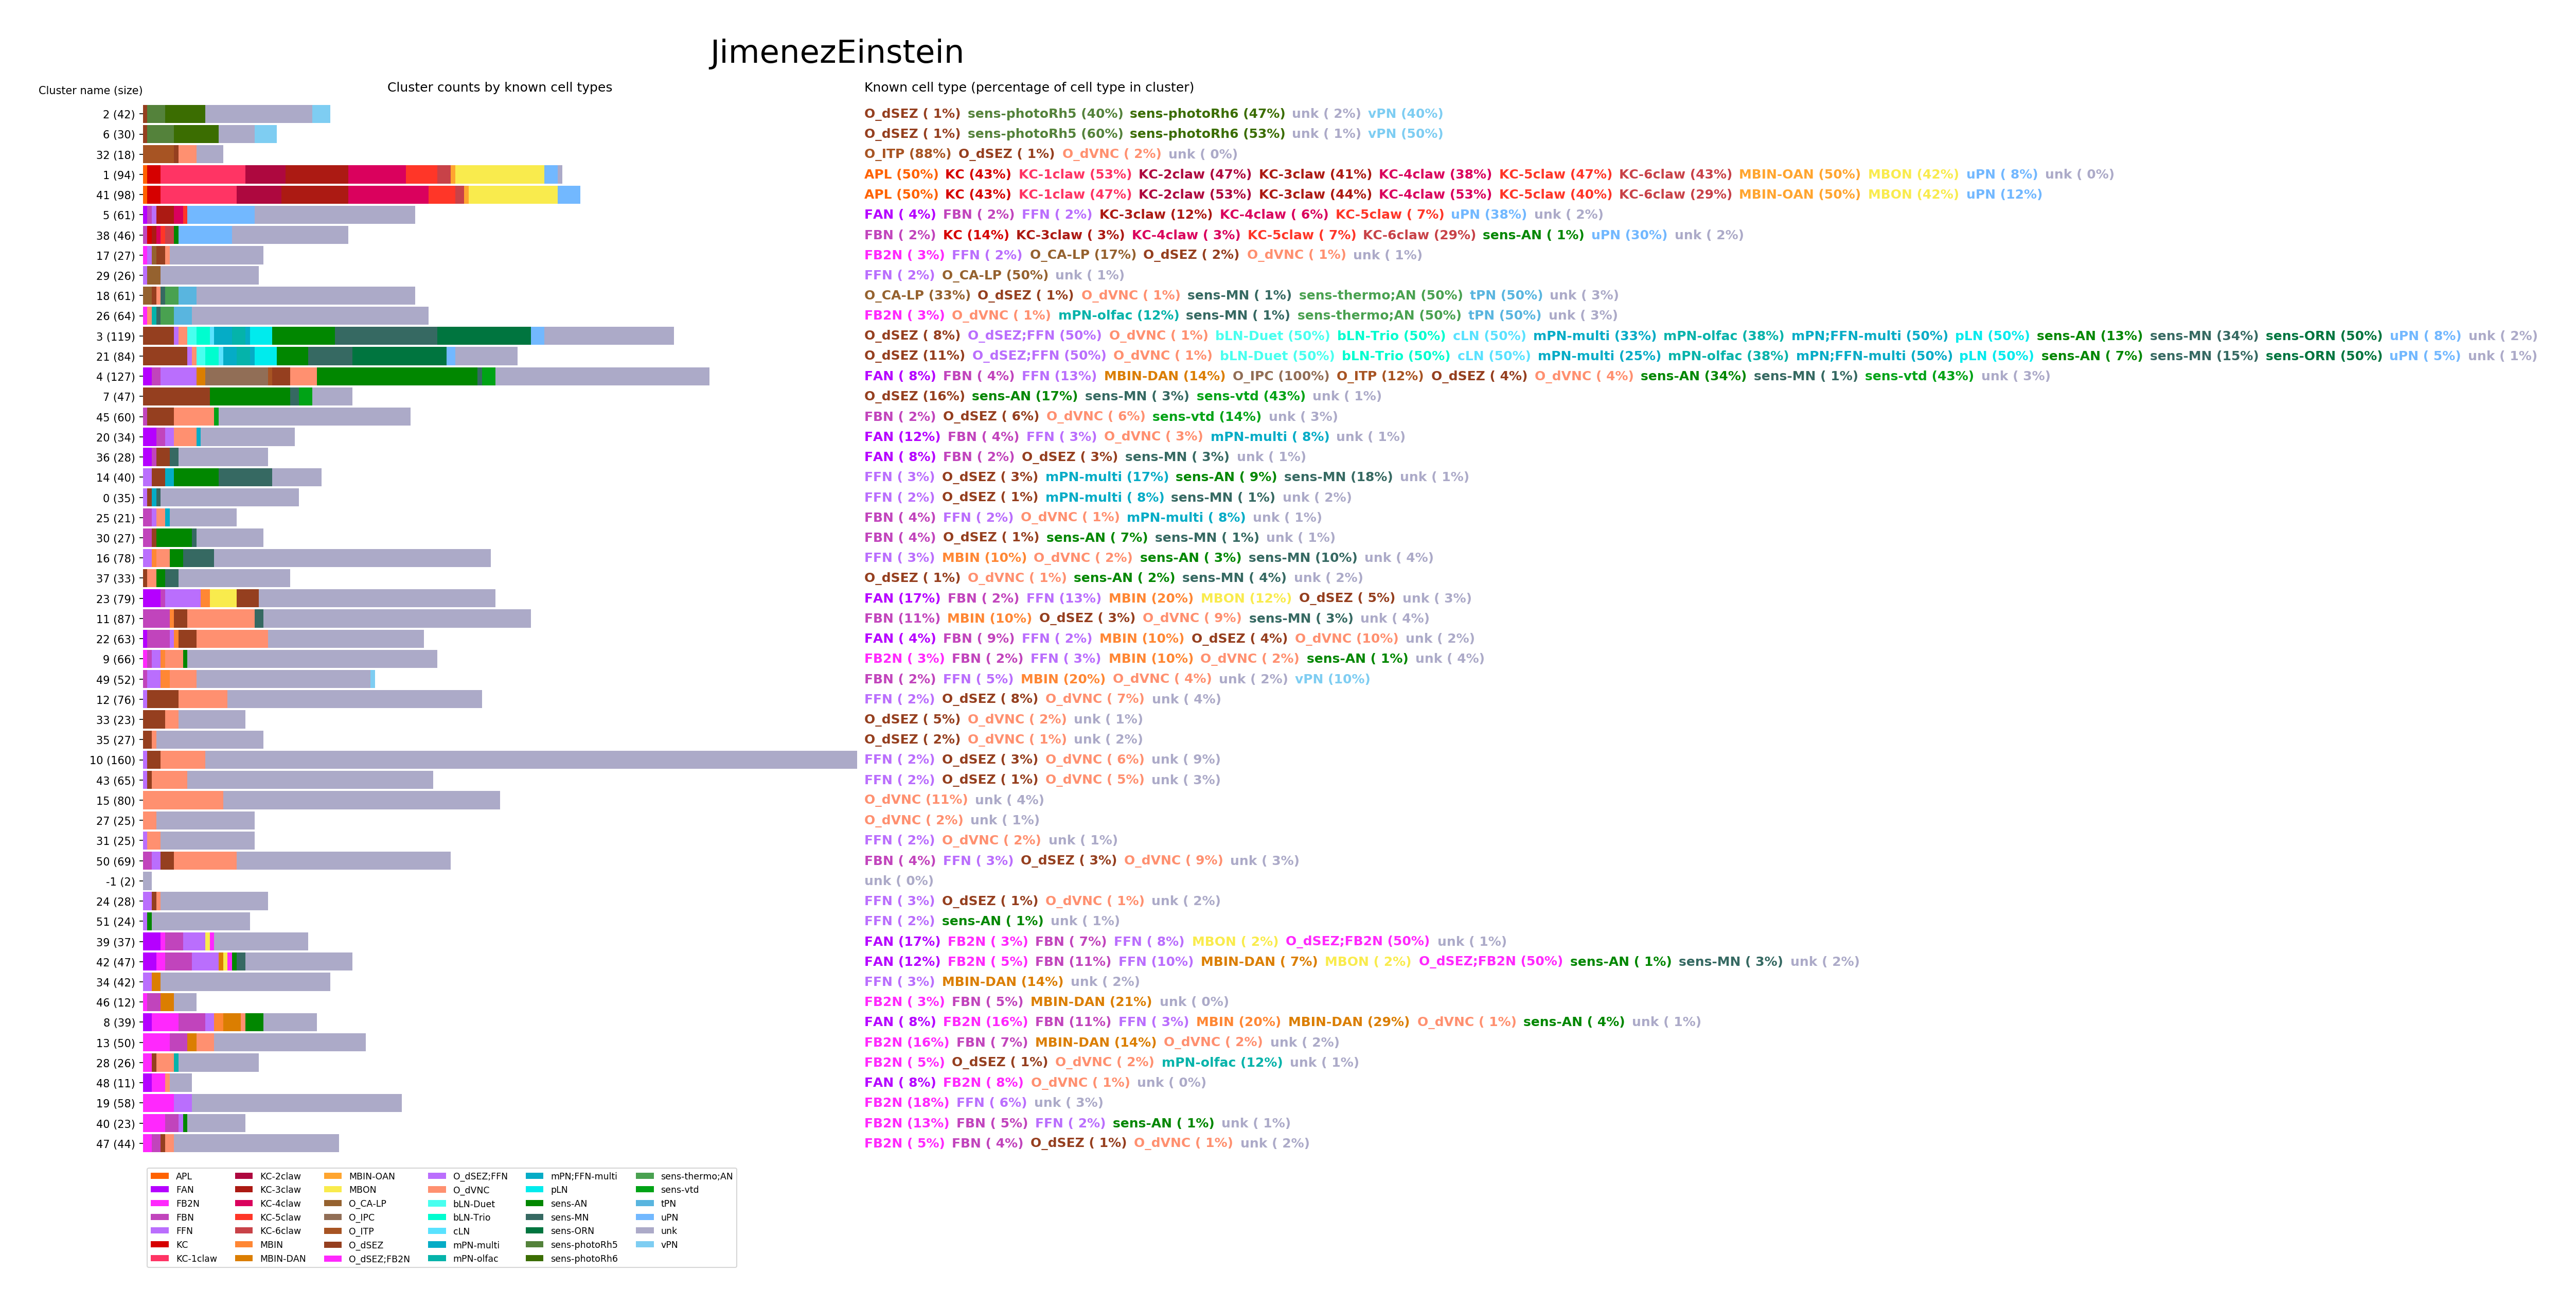 JimenezEinstein
Cluster name (size) Cluster counts by known cell types Known cell type (percentage of cell type in cluster)
2 (42) O_dSEZ ( 1%) sens-photoRh5 (40%) sens-photoRh6 (47%) unk ( 2%) vPN (40%)
6 (30) O_dSEZ ( 1%) sens-photoRh5 (60%) sens-photoRh6 (53%) unk ( 1%) vPN (50%)
32 (18) O_ITP (88%) O_dSEZ ( 1%) O_dVNC ( 2%) unk ( 0%)
1 (94) APL (50%) KC (43%) KC-1claw (53%) KC-2claw (47%) KC-3claw (41%) KC-4claw (38%) KC-5claw (47%) KC-6claw (43%) MBIN-OAN (50%) MBON (42%) uPN ( 8%) unk ( 0%)
41 (98) APL (50%) KC (43%) KC-1claw (47%) KC-2claw (53%) KC-3claw (44%) KC-4claw (53%) KC-5claw (40%) KC-6claw (29%) MBIN-OAN (50%) MBON (42%) uPN (12%)
5 (61) FAN ( 4%) FBN ( 2%) FFN ( 2%) KC-3claw (12%) KC-4claw ( 6%) KC-5claw ( 7%) uPN (38%) unk ( 2%)
38 (46) FBN ( 2%) KC (14%) KC-3claw ( 3%) KC-4claw ( 3%) KC-5claw ( 7%) KC-6claw (29%) sens-AN ( 1%) uPN (30%) unk ( 2%)
17 (27) FB2N ( 3%) FFN ( 2%) O_CA-LP (17%) O_dSEZ ( 2%) O_dVNC ( 1%) unk ( 1%)
29 (26) FFN ( 2%) O_CA-LP (50%) unk ( 1%)
18 (61) O_CA-LP (33%) O_dSEZ ( 1%) O_dVNC ( 1%) sens-MN ( 1%) sens-thermo;AN (50%) tPN (50%) unk ( 3%)
26 (64) FB2N ( 3%) O_dVNC ( 1%) mPN-olfac (12%) sens-MN ( 1%) sens-thermo;AN (50%) tPN (50%) unk ( 3%)
3 (119) O_dSEZ ( 8%) O_dSEZ;FFN (50%) O_dVNC ( 1%) bLN-Duet (50%) bLN-Trio (50%) cLN (50%) mPN-multi (33%) mPN-olfac (38%) mPN;FFN-multi (50%) pLN (50%) sens-AN (13%) sens-MN (34%) sens-ORN (50%) uPN ( 8%) unk ( 2%)
21 (84) O_dSEZ (11%) O_dSEZ;FFN (50%) O_dVNC ( 1%) bLN-Duet (50%) bLN-Trio (50%) cLN (50%) mPN-multi (25%) mPN-olfac (38%) mPN;FFN-multi (50%) pLN (50%) sens-AN ( 7%) sens-MN (15%) sens-ORN (50%) uPN ( 5%) unk ( 1%)
4 (127) FAN ( 8%) FBN ( 4%) FFN (13%) MBIN-DAN (14%) O_IPC (100%) O_ITP (12%) O_dSEZ ( 4%) O_dVNC ( 4%) sens-AN (34%) sens-MN ( 1%) sens-vtd (43%) unk ( 3%)
7 (47) O_dSEZ (16%) sens-AN (17%) sens-MN ( 3%) sens-vtd (43%) unk ( 1%)
45 (60) FBN ( 2%) O_dSEZ ( 6%) O_dVNC ( 6%) sens-vtd (14%) unk ( 3%)
20 (34) FAN (12%) FBN ( 4%) FFN ( 3%) O_dVNC ( 3%) mPN-multi ( 8%) unk ( 1%)
36 (28) FAN ( 8%) FBN ( 2%) O_dSEZ ( 3%) sens-MN ( 3%) unk ( 1%)
14 (40) FFN ( 3%) O_dSEZ ( 3%) mPN-multi (17%) sens-AN ( 9%) sens-MN (18%) unk ( 1%)
0 (35) FFN ( 2%) O_dSEZ ( 1%) mPN-multi ( 8%) sens-MN ( 1%) unk ( 2%)
25 (21) FBN ( 4%) FFN ( 2%) O_dVNC ( 1%) mPN-multi ( 8%) unk ( 1%)
30 (27) FBN ( 4%) O_dSEZ ( 1%) sens-AN ( 7%) sens-MN ( 1%) unk ( 1%)
16 (78) FFN ( 3%) MBIN (10%) O_dVNC ( 2%) sens-AN ( 3%) sens-MN (10%) unk ( 4%)
37 (33) O_dSEZ ( 1%) O_dVNC ( 1%) sens-AN ( 2%) sens-MN ( 4%) unk ( 2%)
23 (79) FAN (17%) FBN ( 2%) FFN (13%) MBIN (20%) MBON (12%) O_dSEZ ( 5%) unk ( 3%)
11 (87) FBN (11%) MBIN (10%) O_dSEZ ( 3%) O_dVNC ( 9%) sens-MN ( 3%) unk ( 4%)
22 (63) FAN ( 4%) FBN ( 9%) FFN ( 2%) MBIN (10%) O_dSEZ ( 4%) O_dVNC (10%) unk ( 2%)
9 (66) FB2N ( 3%) FBN ( 2%) FFN ( 3%) MBIN (10%) O_dVNC ( 2%) sens-AN ( 1%) unk ( 4%)
49 (52) FBN ( 2%) FFN ( 5%) MBIN (20%) O_dVNC ( 4%) unk ( 2%) vPN (10%)
12 (76) FFN ( 2%) O_dSEZ ( 8%) O_dVNC ( 7%) unk ( 4%)
33 (23) O_dSEZ ( 5%) O_dVNC ( 2%) unk ( 1%)
35 (27) O_dSEZ ( 2%) O_dVNC ( 1%) unk ( 2%)
10 (160) FFN ( 2%) O_dSEZ ( 3%) O_dVNC ( 6%) unk ( 9%)
43 (65) FFN ( 2%) O_dSEZ ( 1%) O_dVNC ( 5%) unk ( 3%)
15 (80) O_dVNC (11%) unk ( 4%)
27 (25) O_dVNC ( 2%) unk ( 1%)
31 (25) FFN ( 2%) O_dVNC ( 2%) unk ( 1%)
50 (69) FBN ( 4%) FFN ( 3%) O_dSEZ ( 3%) O_dVNC ( 9%) unk ( 3%)
-1 (2) unk ( 0%)
24 (28) FFN ( 3%) O_dSEZ ( 1%) O_dVNC ( 1%) unk ( 2%)
51 (24) FFN ( 2%) sens-AN ( 1%) unk ( 1%)
39 (37) FAN (17%) FB2N ( 3%) FBN ( 7%) FFN ( 8%) MBON ( 2%) O_dSEZ;FB2N (50%) unk ( 1%)
42 (47) FAN (12%) FB2N ( 5%) FBN (11%) FFN (10%) MBIN-DAN ( 7%) MBON ( 2%) O_dSEZ;FB2N (50%) sens-AN ( 1%) sens-MN ( 3%) unk ( 2%)
34 (42) FFN ( 3%) MBIN-DAN (14%) unk ( 2%)
46 (12) FB2N ( 3%) FBN ( 5%) MBIN-DAN (21%) unk ( 0%)
8 (39) FAN ( 8%) FB2N (16%) FBN (11%) FFN ( 3%) MBIN (20%) MBIN-DAN (29%) O_dVNC ( 1%) sens-AN ( 4%) unk ( 1%)
13 (50) FB2N (16%) FBN ( 7%) MBIN-DAN (14%) O_dVNC ( 2%) unk ( 2%)
28 (26) FB2N ( 5%) O_dSEZ ( 1%) O_dVNC ( 2%) mPN-olfac (12%) unk ( 1%)
48 (11) FAN ( 8%) FB2N ( 8%) O_dVNC ( 1%) unk ( 0%)
19 (58) FB2N (18%) FFN ( 6%) unk ( 3%)
40 (23) FB2N (13%) FBN ( 5%) FFN ( 2%) sens-AN ( 1%) unk ( 1%)
47 (44) FB2N ( 5%) FBN ( 4%) O_dSEZ ( 1%) O_dVNC ( 1%) unk ( 2%)
APL KC-2claw MBIN-OAN O_dSEZ;FFN mPN;FFN-multi sens-thermo;AN
FAN KC-3claw MBON O_dVNC pLN sens-vtd
FB2N KC-4claw O_CA-LP bLN-Duet sens-AN tPN
FBN KC-5claw O_IPC bLN-Trio sens-MN uPN
FFN KC-6claw O_ITP cLN sens-ORN unk
KC MBIN O_dSEZ mPN-multi sens-photoRh5 vPN
KC-1claw MBIN-DAN O_dSEZ;FB2N mPN-olfac sens-photoRh6